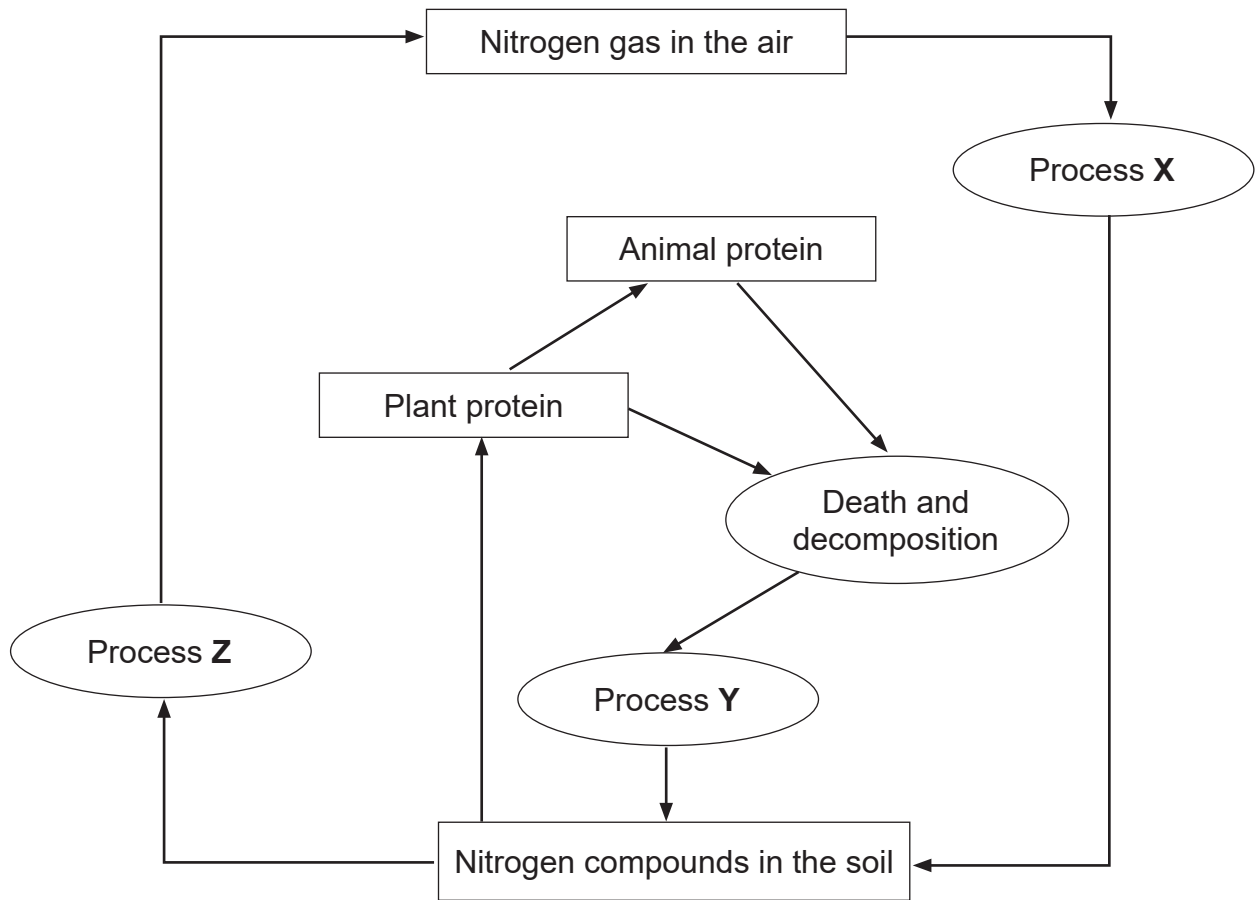 Nitrogen gas in the air
Process X
Animal protein
Plant protein
Death and
decomposition
Process Z
Process Y
Nitrogen compounds in the soil